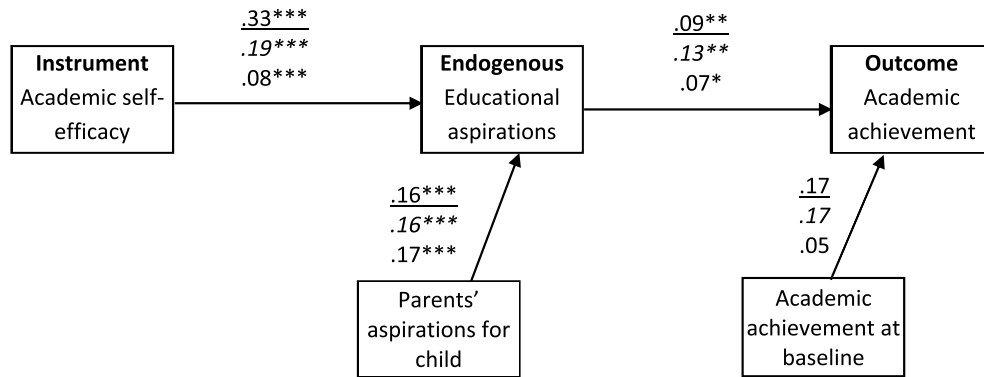 .33***
.19***
.08***
.09**
.13**
.07*
Instrument
Academic self-
efficacy
Endogenous
Educational
aspirations
Outcome
Academic
achievement
.16***
.16***
.17***
.17
.17
.05
Parents’
aspirations for
child
Academic
achievement at
baseline